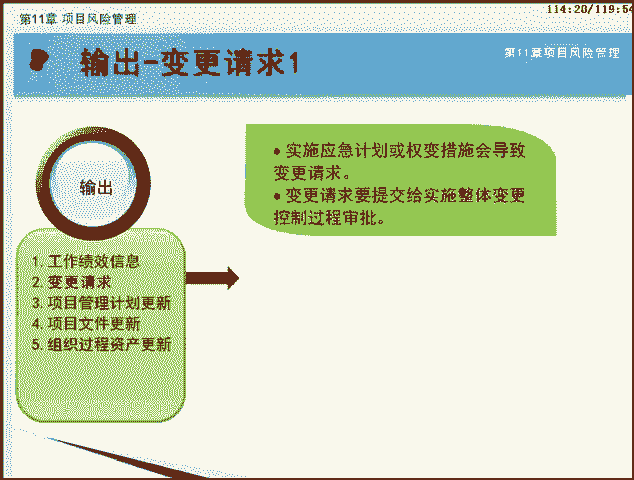 第11章 项目风险管理
114:20/119:54
输出-变更请求1
第11章项目风险管理
输出
● 实施应急计划或权变措施会导致
变更请求。
● 变更请求要提交给实施整体变更
控制过程审批。
1.工作绩效信息
2.变更请求
3.项目管理计划更新
4.项目文件更新
5.组织过程资产更新